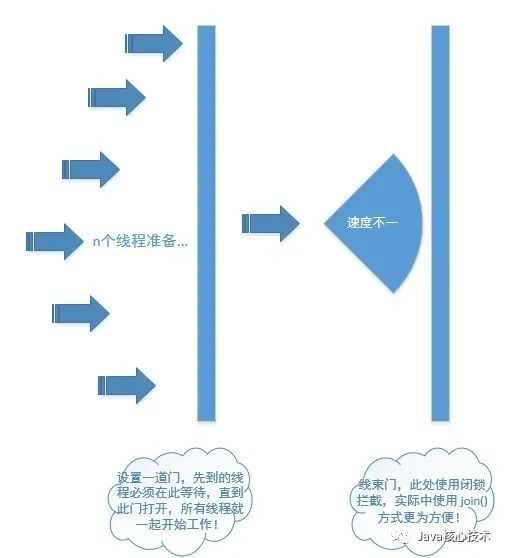 n个线程准备...
速度不一
设置一道门，先到的线
程必须在此等待，直到
此门打开，所有线程就
一起开始工作！
线束门，此处使用闭锁
拦截，实际中使用 join()
方式更为方便！
Java核心技术